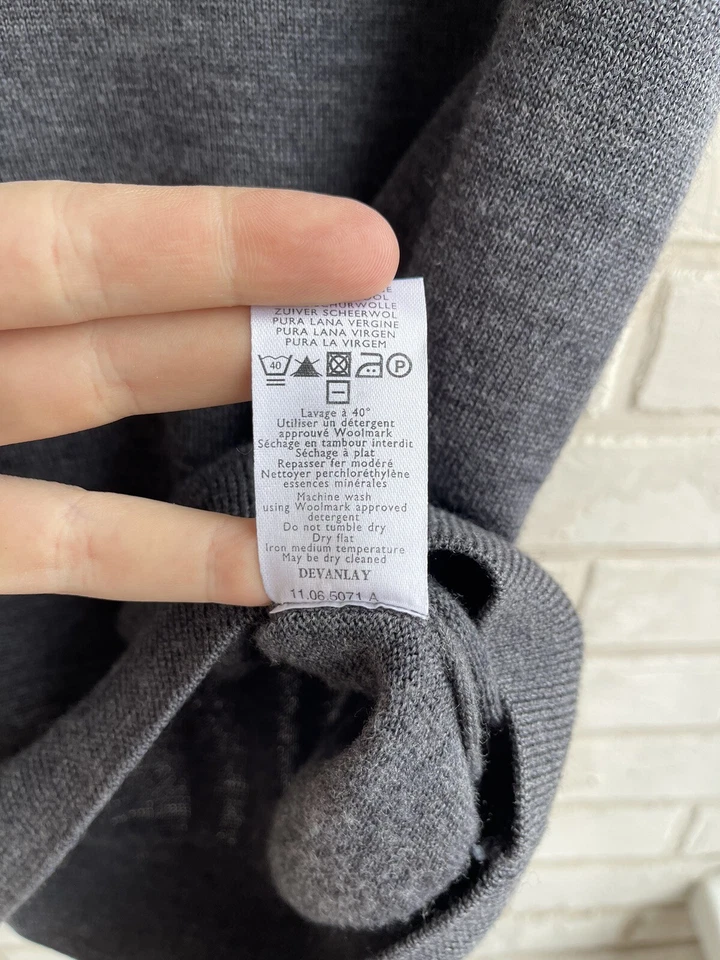 SCHURWOLLE
ZUIVER SCHEERWOL
PURA LANA VERGINE
PURA LANA VIRGEN
PURA LA VIRGEM
40
P
Lavage à 40°
Utiliser un détergent
approuvé Woolmark
Séchage en tambour interdit
Séchage à plat
Repasser fer modéré
Nettoyer perchloréthylène
essences minérales
Machine wash
using Woolmark approved
detergent
Do not tumble dry
Dry flat
Iron medium temperature
May be dry cleaned
DEVANLAY
11.06.5071 A